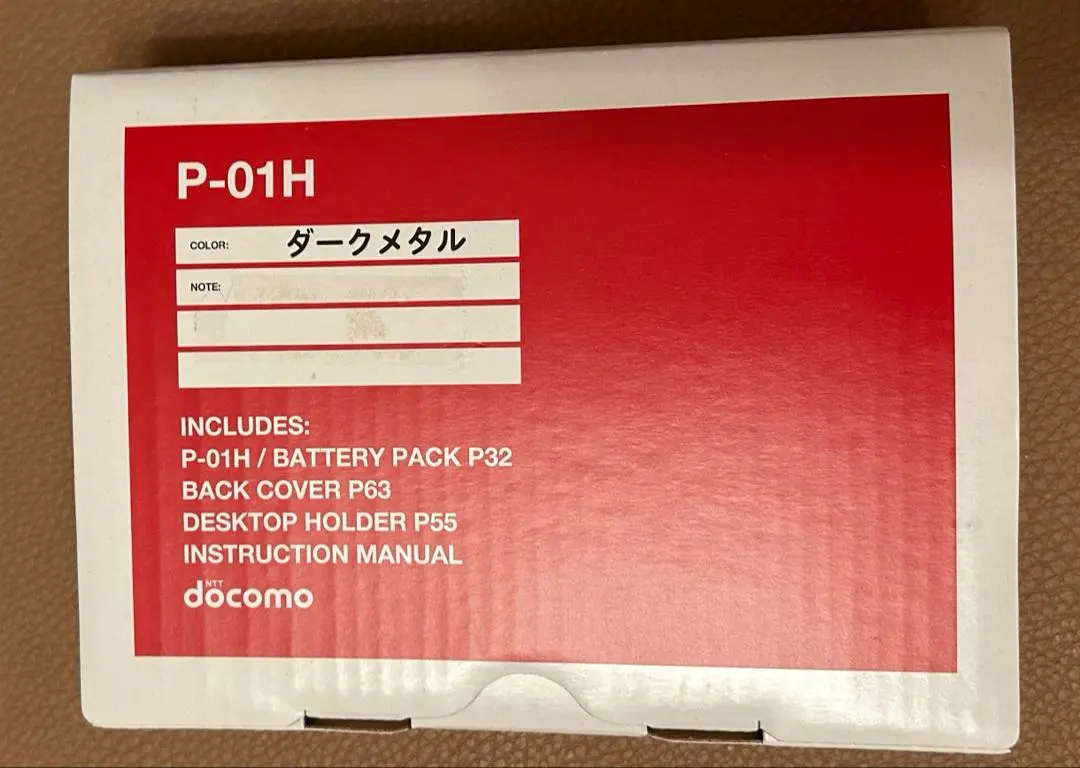 P-01H
COLOR: ダークメタル
NOTE:
INCLUDES:
P-01H / BATTERY PACK P32
BACK COVER P63
DESKTOP HOLDER P55
INSTRUCTION MANUAL
NTT
docomo